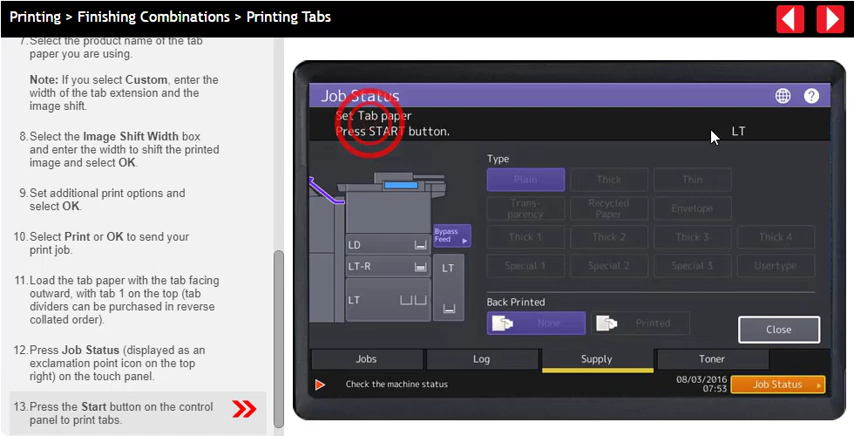 Printing > Finishing Combinations > Printing Tabs
7. Select the product name of the tab
paper you are using.
Note: If you select Custom, enter the
width of the tab extension and the
image shift.
8. Select the Image Shift Width box
and enter the width to shift the printed
image and select OK.
9. Set additional print options and
select OK.
10. Select Print or OK to send your
print job.
11. Load the tab paper with the tab facing
outward, with tab 1 on the top (tab
dividers can be purchased in reverse
collated order).
12. Press Job Status (displayed as an
exclamation point icon on the top
right) on the touch panel.
13. Press the Start button on the control
panel to print tabs.
Job Status
?
Set Tab paper
Press START button.
LT
Type
Plain Thick Thin
Trans-
parency
Recycled
Paper
Envelope
Thick 1 Thick 2 Thick 3 Thick 4
Special 1 Special 2 Special 3 Usertype
Bypass
Feed
LD
LT-R
LT
LT
Back Printed
None Printed
Close
Jobs Log Supply Toner
Check the machine status
08/03/2016
07:53
Job Status